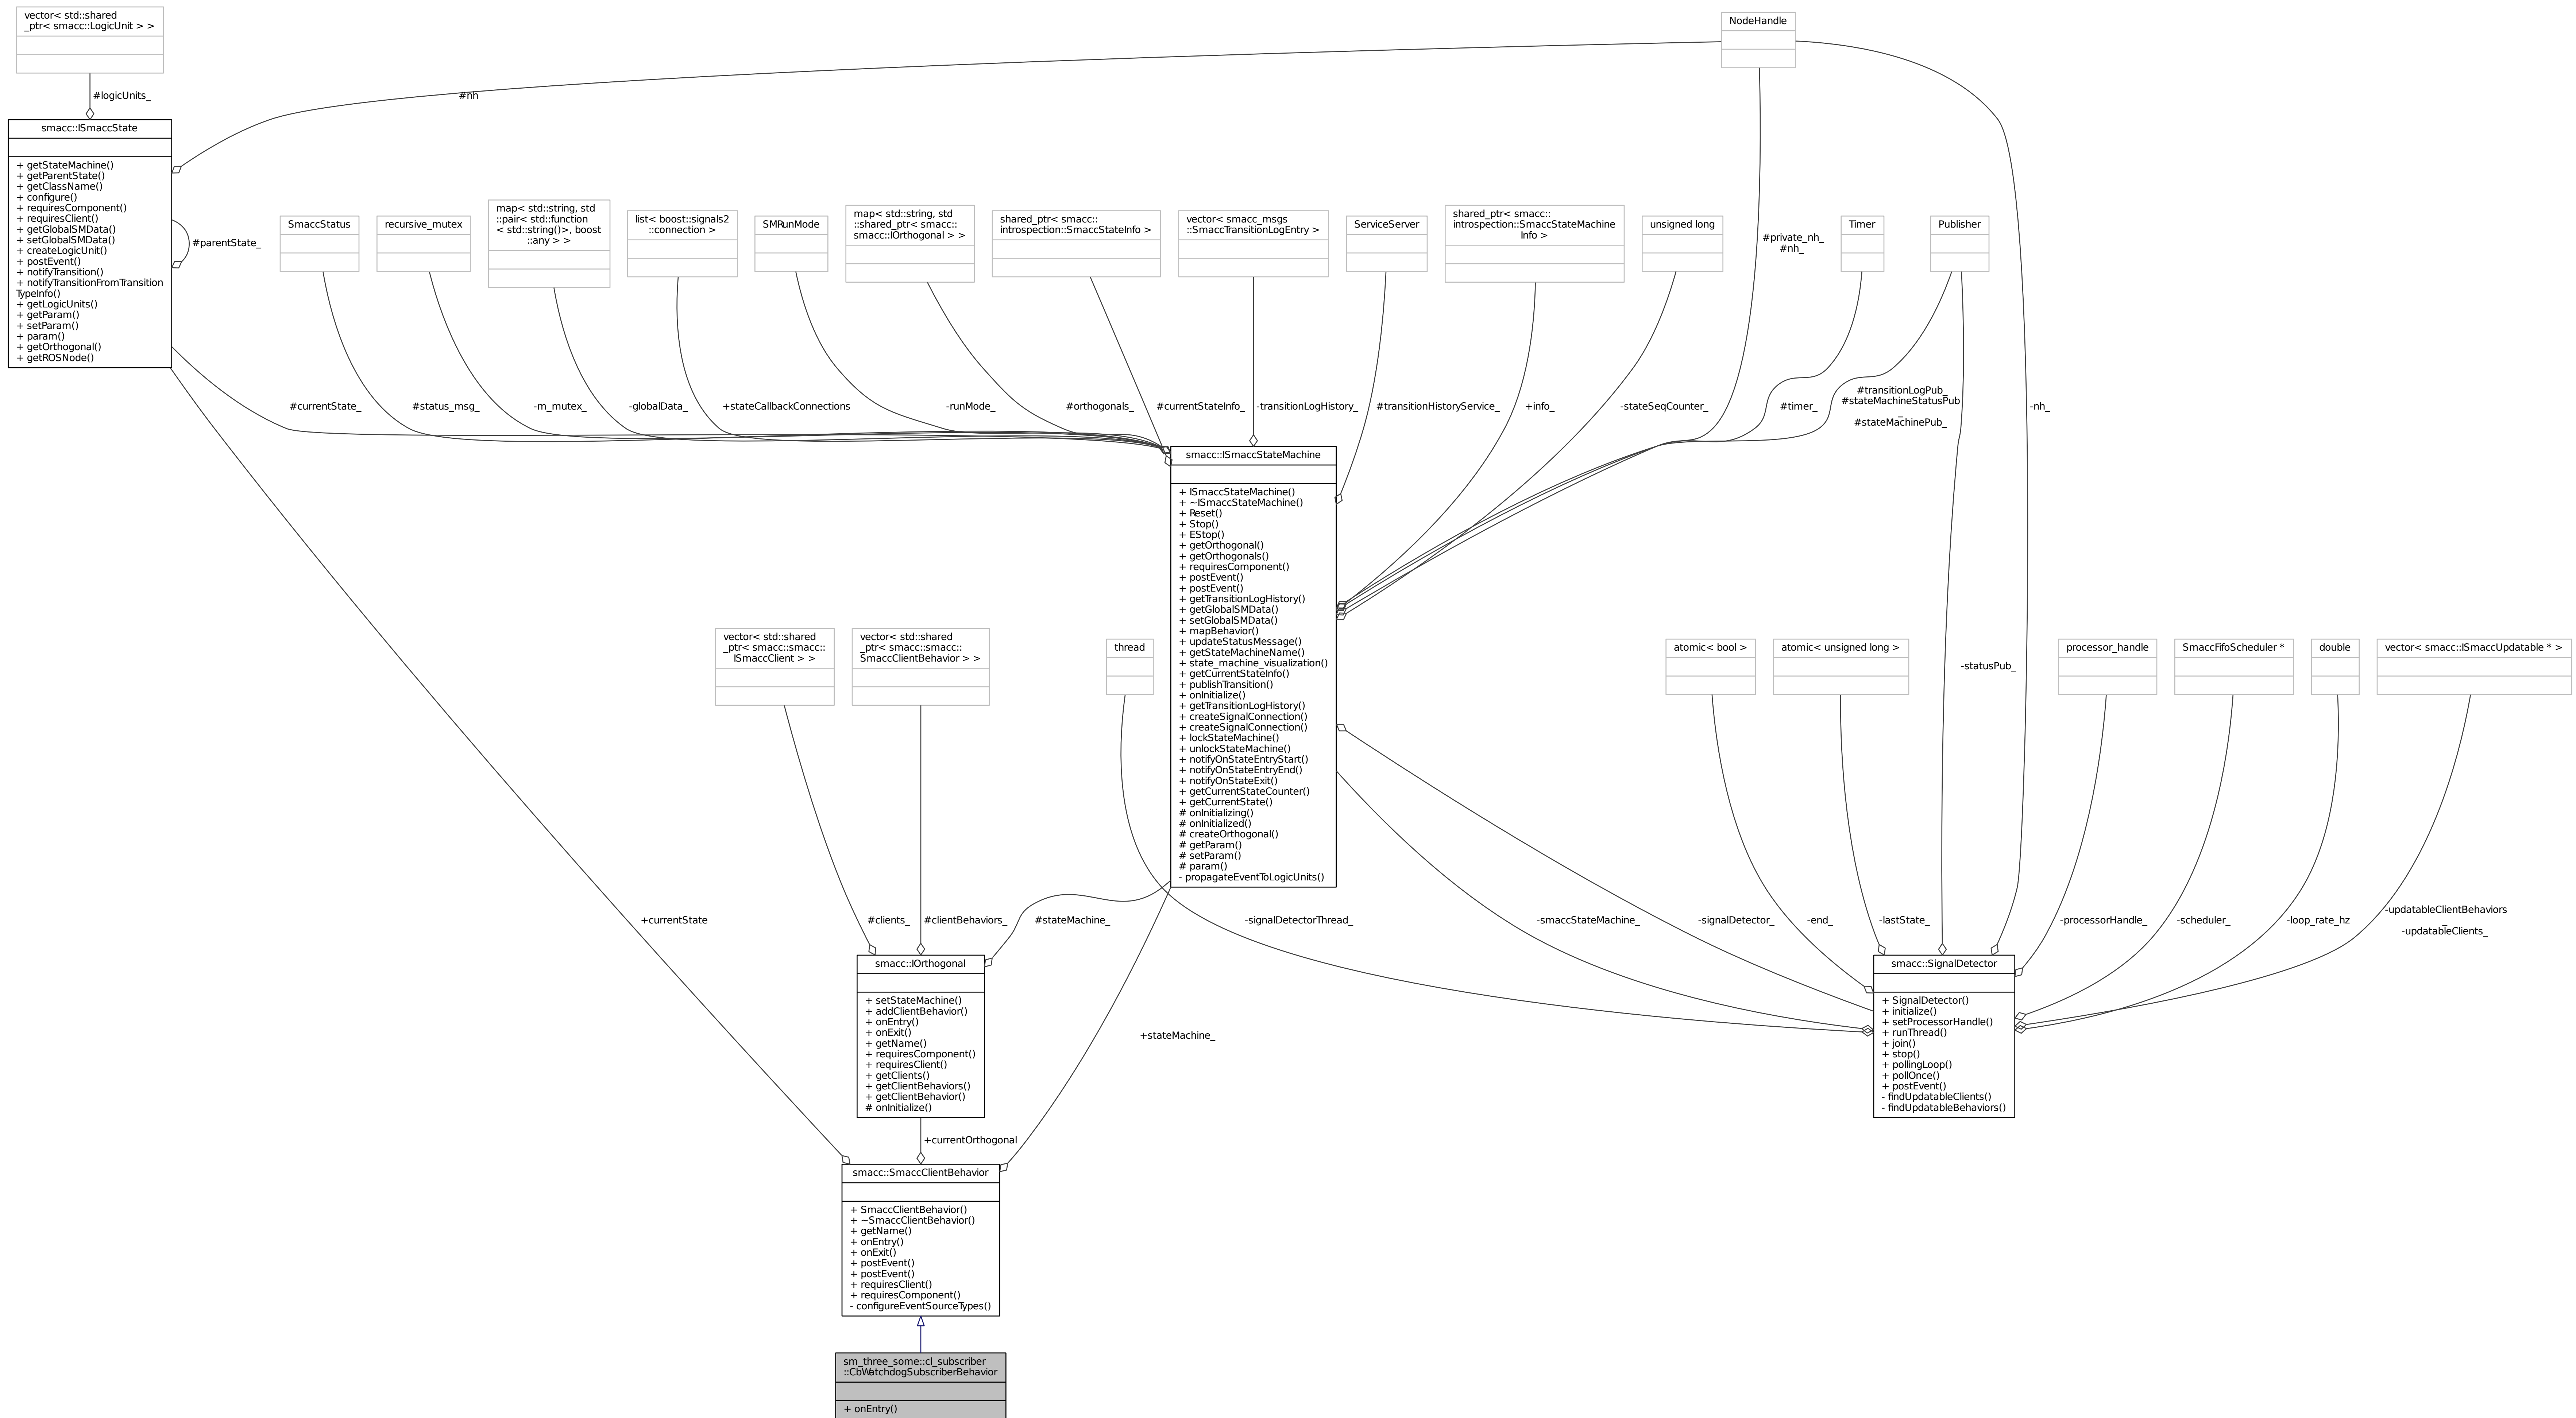 vector< std::shared
_ptr< smacc::LogicUnit > >
NodeHandle
#logicUnits_
#nh
smacc::ISmaccState
+ getStateMachine()
+ getParentState()
+ getClassName()
+ configure()
+ requiresComponent()
+ requiresClient()
+ getGlobalSMData()
+ setGlobalSMData()
+ createLogicUnit()
+ postEvent()
+ notifyTransition()
+ notifyTransitionFromTransition
TypeInfo()
+ getLogicUnits()
+ getParam()
+ setParam()
+ param()
+ getOrthogonal()
+ getROSNode()
#parentState_
SmaccStatus
recursive_mutex
map< std::string, std
::pair< std::function
< std::string()>, boost
::any > >
list< boost::signals2
::connection >
SMRunMode
map< std::string, std
::shared_ptr< smacc::
smacc::IOrthogonal > >
shared_ptr< smacc::
introspection::SmaccStateInfo >
vector< smacc_msgs
::SmaccTransitionLogEntry >
ServiceServer
shared_ptr< smacc::
introspection::SmaccStateMachine
Info >
unsigned long
#private_nh_
#nh_
Timer
Publisher
#currentState_
#status_msg_
-m_mutex_
-globalData_
+stateCallbackConnections
-runMode_
#orthogonals_
#currentStateInfo_
-transitionLogHistory_
#transitionHistoryService_
+info_
-stateSeqCounter_
#timer_
#transitionLogPub_
#stateMachineStatusPub
_
#stateMachinePub_
-nh_
smacc::ISmaccStateMachine
+ ISmaccStateMachine()
+ ~ISmaccStateMachine()
+ Reset()
+ Stop()
+ EStop()
+ getOrthogonal()
+ getOrthogonals()
+ requiresComponent()
+ postEvent()
+ postEvent()
+ getTransitionLogHistory()
+ getGlobalSMData()
+ setGlobalSMData()
+ mapBehavior()
+ updateStatusMessage()
+ getStateMachineName()
+ state_machine_visualization()
+ getCurrentStateInfo()
+ publishTransition()
+ onInitialize()
+ getTransitionLogHistory()
+ createSignalConnection()
+ createSignalConnection()
+ lockStateMachine()
+ unlockStateMachine()
+ notifyOnStateEntryStart()
+ notifyOnStateEntryEnd()
+ notifyOnStateExit()
+ getCurrentStateCounter()
+ getCurrentState()
# onInitializing()
# onInitialized()
# createOrthogonal()
# getParam()
# setParam()
# param()
- propagateEventToLogicUnits()
vector< std::shared
_ptr< smacc::smacc::
ISmaccClient > >
vector< std::shared
_ptr< smacc::smacc::
SmaccClientBehavior > >
thread
atomic< bool >
atomic< unsigned long >
-statusPub_
processor_handle
SmaccFifoScheduler *
double
vector< smacc::ISmaccUpdatable * >
+currentState
#clients_
#clientBehaviors_
#stateMachine_
-signalDetectorThread_
-smaccStateMachine_
-signalDetector_
-end_
-lastState_
-processorHandle_
-scheduler_
-loop_rate_hz
-updatableClientBehaviors
_
-updatableClients_
smacc::IOrthogonal
+ setStateMachine()
+ addClientBehavior()
+ onEntry()
+ onExit()
+ getName()
+ requiresComponent()
+ requiresClient()
+ getClients()
+ getClientBehaviors()
+ getClientBehavior()
# onInitialize()
smacc::SignalDetector
+ SignalDetector()
+ initialize()
+ setProcessorHandle()
+ runThread()
+ join()
+ stop()
+ pollingLoop()
+ pollOnce()
+ postEvent()
- findUpdatableClients()
- findUpdatableBehaviors()
+stateMachine_
+currentOrthogonal
smacc::SmaccClientBehavior
+ SmaccClientBehavior()
+ ~SmaccClientBehavior()
+ getName()
+ onEntry()
+ onExit()
+ postEvent()
+ postEvent()
+ requiresClient()
+ requiresComponent()
- configureEventSourceTypes()
sm_three_some::cl_subscriber
::CbWatchdogSubscriberBehavior
+ onEntry()